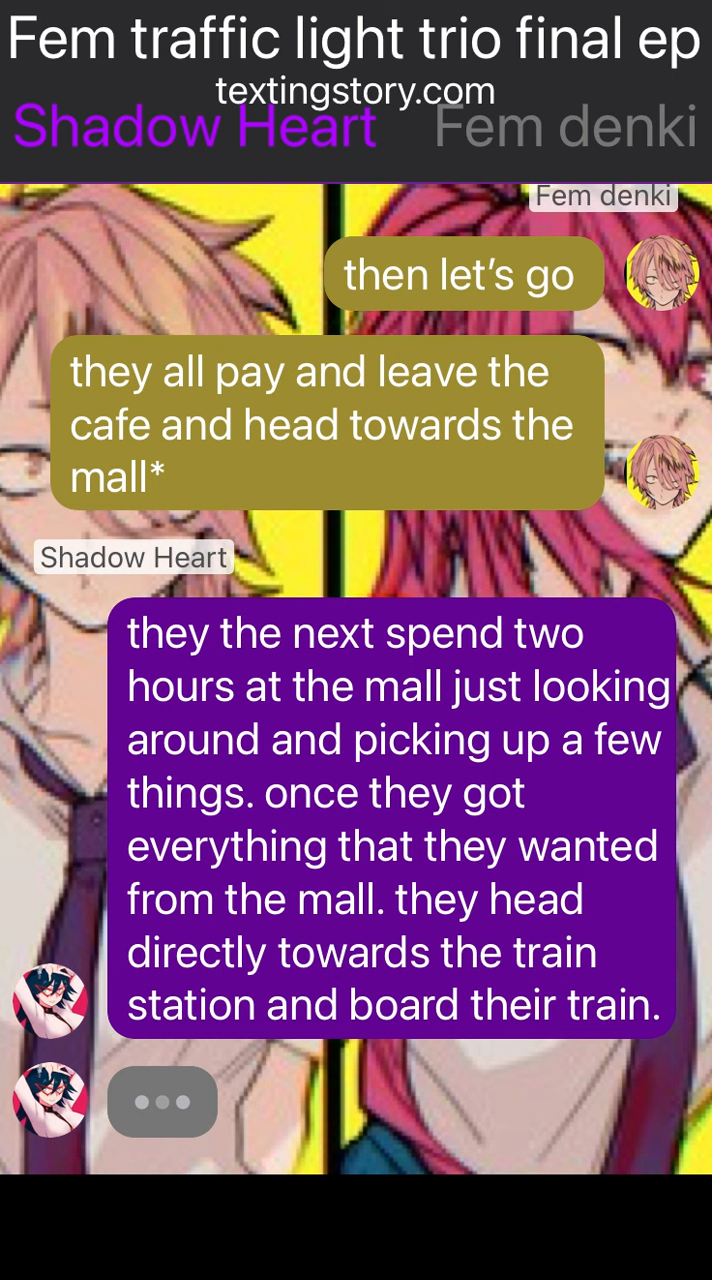 Fem traffic light trio final ep
textingstory.com
Shadow Heart Fem denki
Fem denki
then let’s go
they all pay and leave the
cafe and head towards the
mall*
Shadow Heart
they the next spend two
hours at the mall just looking
around and picking up a few
things. once they got
everything that they wanted
from the mall. they head
directly towards the train
station and board their train.